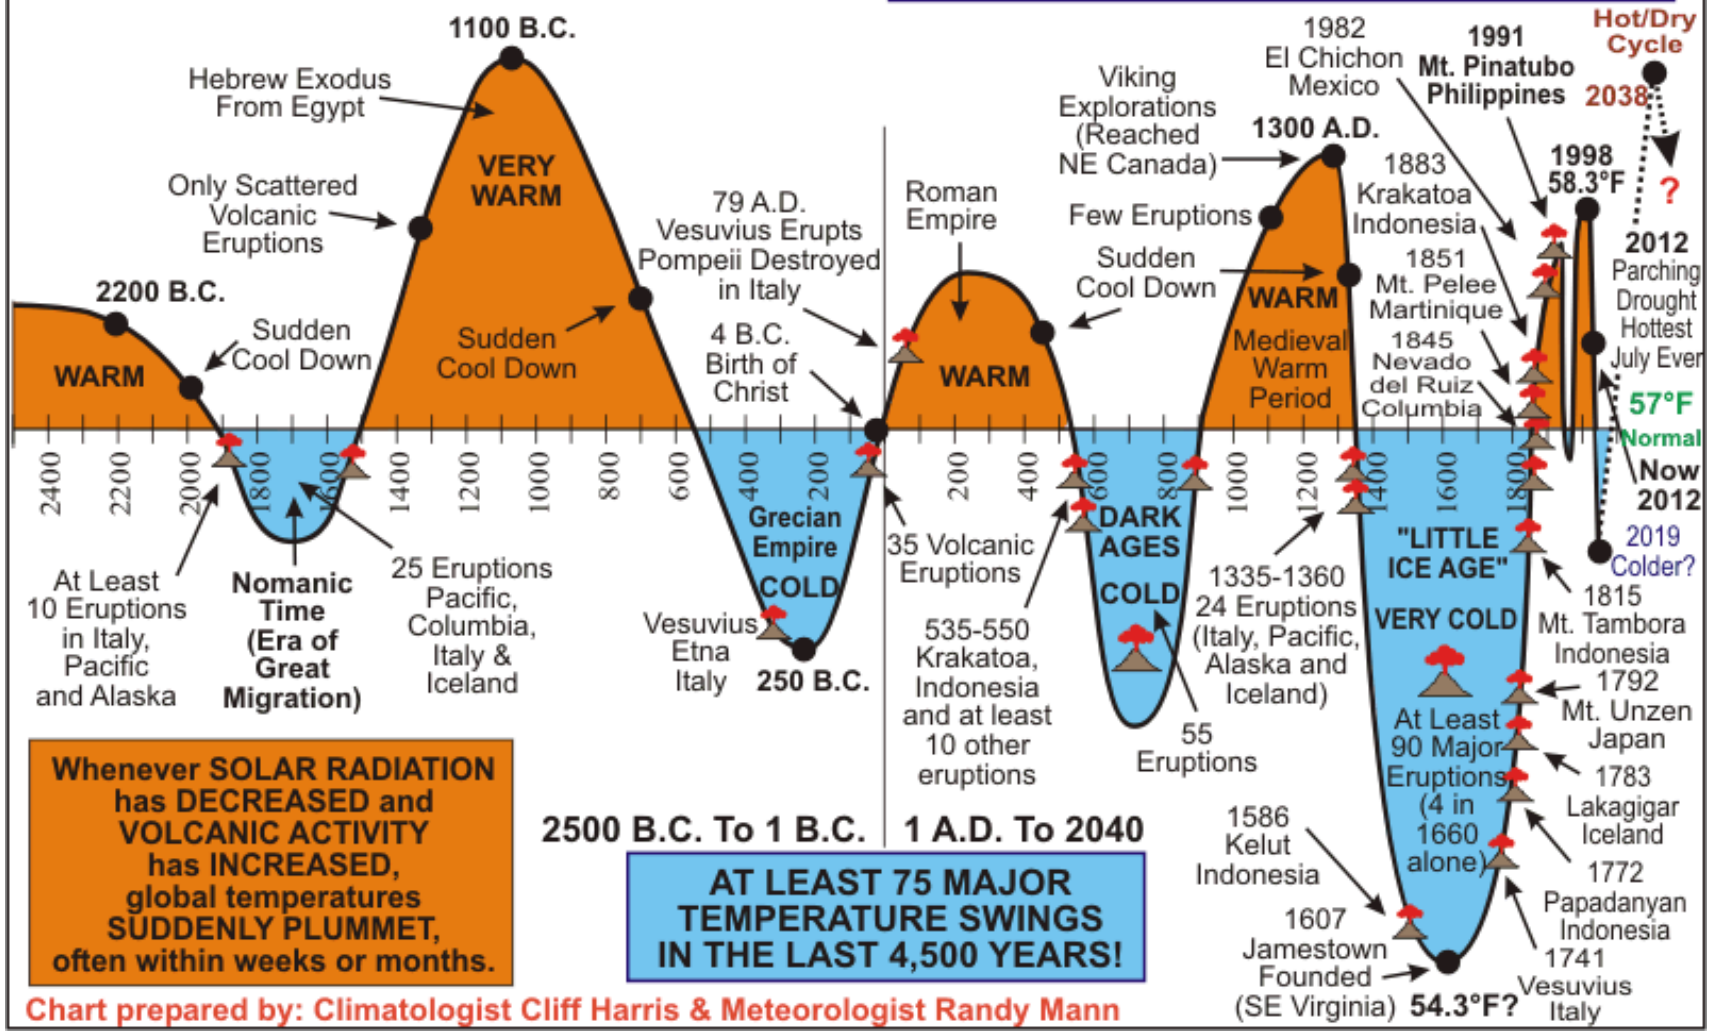 1100 B.C.
Hebrew Exodus
From Egypt
VERY
WARM
Only Scattered
Volcanic
Eruptions
2200 B.C.
Sudden
Cool Down
WARM
Sudden
Cool Down
79 A.D.
Vesuvius Erupts
Pompeii Destroyed
in Italy
4 B.C.
Birth of
Christ
Roman
Empire
WARM
Viking
Explorations
(Reached
NE Canada)
Few Eruptions
Sudden
Cool Down
1300 A.D.
WARM
Medieval
Warm
Period
1982
El Chichon
Mexico
1991
Mt. Pinatubo
Philippines
1883
Krakatoa
Indonesia
1851
Mt. Pelee
Martinique
1845
Nevado
del Ruiz
Columbia
Hot/Dry
Cycle
2038
?
1998
58.3°F
2012
Parching
Drought
Hottest
July Ever
57°F
Normal
Now
2012
2019
Colder?
2400
2200
2000
1800
1600
1400
1200
1000
800
600
400
200
200
400
600
800
1000
1200
1400
1600
1800
At Least
10 Eruptions
in Italy,
Pacific
and Alaska
Nomanic
Time
(Era of
Great
Migration)
25 Eruptions
Pacific,
Columbia,
Italy &
Iceland
Grecian
Empire
COLD
Vesuvius
Etna
Italy
250 B.C.
35 Volcanic
Eruptions
535-550
Krakatoa,
Indonesia
and at least
10 other
eruptions
DARK
AGES
COLD
55
Eruptions
1335-1360
24 Eruptions
(Italy, Pacific,
Alaska and
Iceland)
"LITTLE
ICE AGE"
VERY COLD
At Least
90 Major
Eruptions
(4 in
1660
alone)
1815
Mt. Tambora
Indonesia
1792
Mt. Unzen
Japan
1783
Lakagigar
Iceland
1772
Papadanyan
Indonesia
1741
Vesuvius
Italy
1586
Kelut
Indonesia
1607
Jamestown
Founded
(SE Virginia)
54.3°F?
Whenever SOLAR RADIATION
has DECREASED and
VOLCANIC ACTIVITY
has INCREASED,
global temperatures
SUDDENLY PLUMMET,
often within weeks or months.
2500 B.C. To 1 B.C.
1 A.D. To 2040
AT LEAST 75 MAJOR
TEMPERATURE SWINGS
IN THE LAST 4,500 YEARS!
Chart prepared by: Climatologist Cliff Harris & Meteorologist Randy Mann